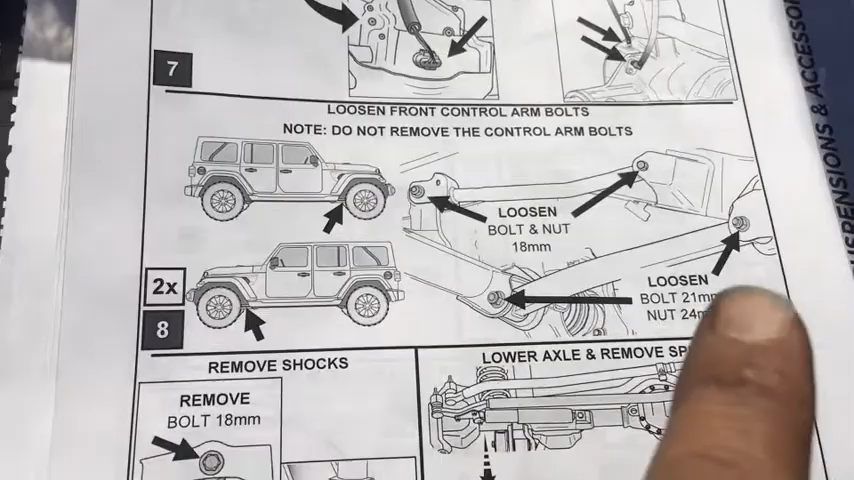 7
LOOSEN FRONT CONTROL ARM BOLTS
NOTE: DO NOT REMOVE THE CONTROL ARM BOLTS
LOOSEN
BOLT & NUT
18mm
LOOSEN
BOLT 21mm
NUT 24m
2x
8
REMOVE SHOCKS
REMOVE
BOLT 18mm
LOWER AXLE & REMOVE SP
SUSPENSIONS & ACCESSOR